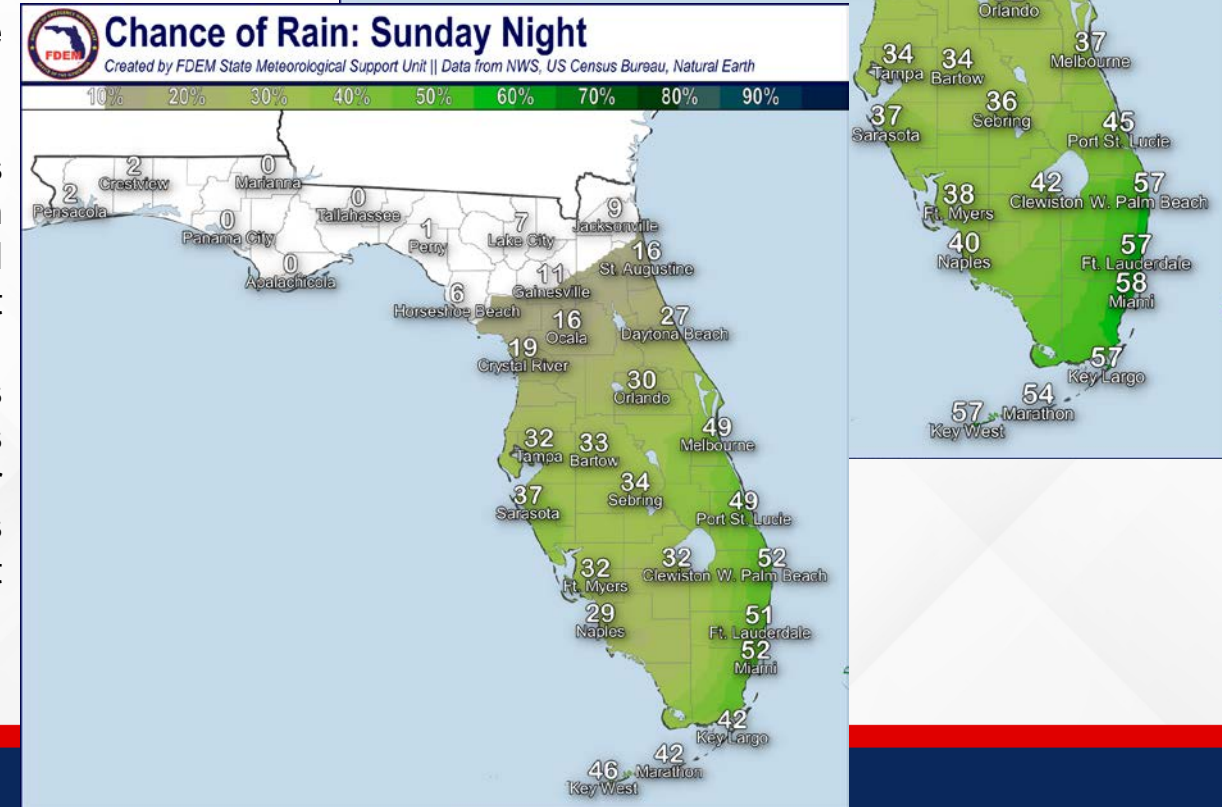 FDEM
Chance of Rain: Sunday Night
Created by FDEM State Meteorological Support Unit || Data from NWS, US Census Bureau, Natural Earth
10% 20% 30% 40% 50% 60% 70% 80% 90%
2
Pensacola
2
Crestview
0
Marianna
0
Panama City
0
Tallahassee
0
Apalachicola
1
Perry
7
Lake City
9
Jacksonville
16
St. Augustine
11
Gainesville
6
Horseshoe Beach
16
Ocala
27
Daytona Beach
19
Crystal River
30
Orlando
49
Melbourne
32
Tampa
33
Bartow
34
Sebring
37
Sarasota
49
Port St. Lucie
32
Ft. Myers
32
Clewiston
52
W. Palm Beach
29
Naples
51
Ft. Lauderdale
52
Miami
42
Key Largo
42
Marathon
46
Key West
Orlando
34
Tampa
34
Bartow
37
Melbourne
37
Sarasota
36
Sebring
45
Port St. Lucie
38
Ft. Myers
42
Clewiston
57
W. Palm Beach
40
Naples
57
Ft. Lauderdale
58
Miami
57
Key Largo
54
Marathon
57
Key West